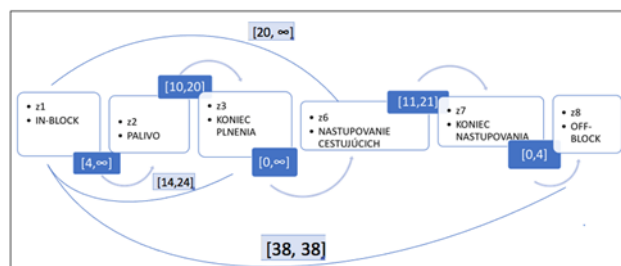 [20, ∞]
[10,20]
[11,21]
• z1
• IN-BLOCK
• z2
• PALIVO
• z3
• KONIEC
PLNENIA
• z6
• NASTUPOVANIE
CESTUJÚCICH
• z7
• KONIEC
NASTUPOVANIA
• z8
• OFF-
BLOCK
[4,∞]
[0,∞]
[0,4]
[14,24]
[38, 38]